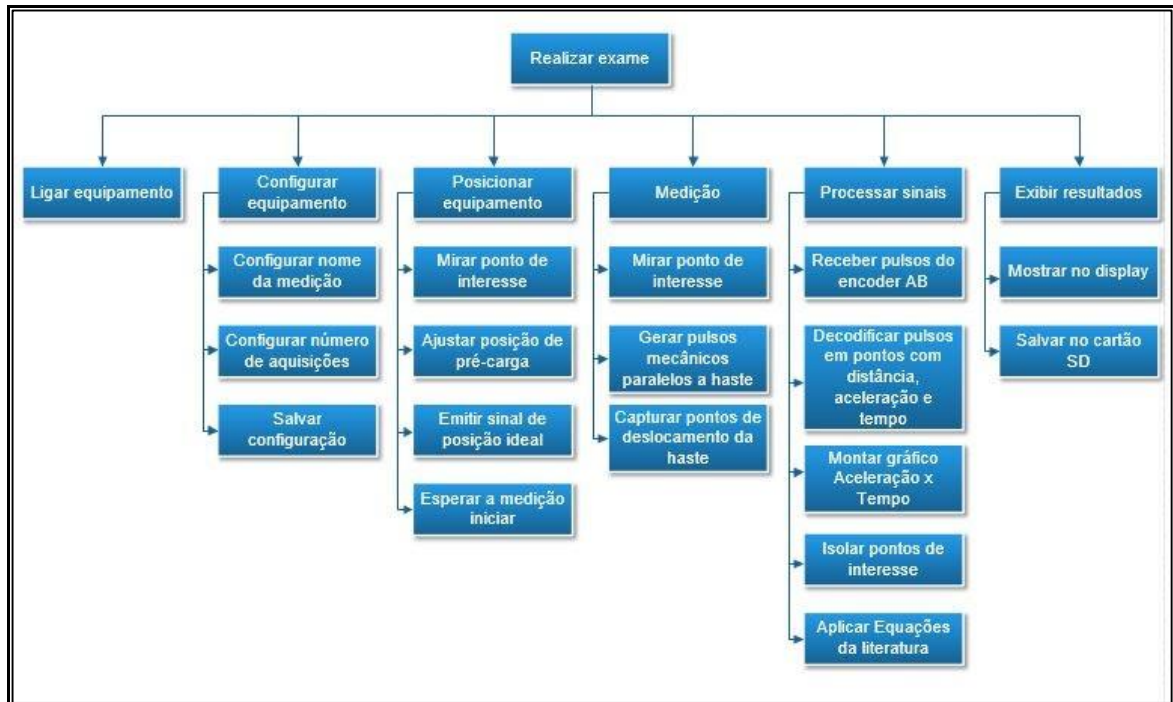 Realizar exame
Ligar equipamento
Configurar
equipamento
Configurar nome
da medição
Configurar número
de aquisições
Salvar
configuração
Posicionar
equipamento
Mirar ponto de
interesse
Ajustar posição de
pré-carga
Emitir sinal de
posição ideal
Esperar a medição
iniciar
Medição
Mirar ponto de
interesse
Gerar pulsos
mecânicos
paralelos a haste
Capturar pontos de
deslocamento da
haste
Processar sinais
Receber pulsos do
encoder AB
Decodificar pulsos
em pontos com
distância,
aceleração e
tempo
Montar gráfico
Aceleração x
Tempo
Isolar pontos de
interesse
Aplicar Equações
da literatura
Exibir resultados
Mostrar no display
Salvar no cartão
SD